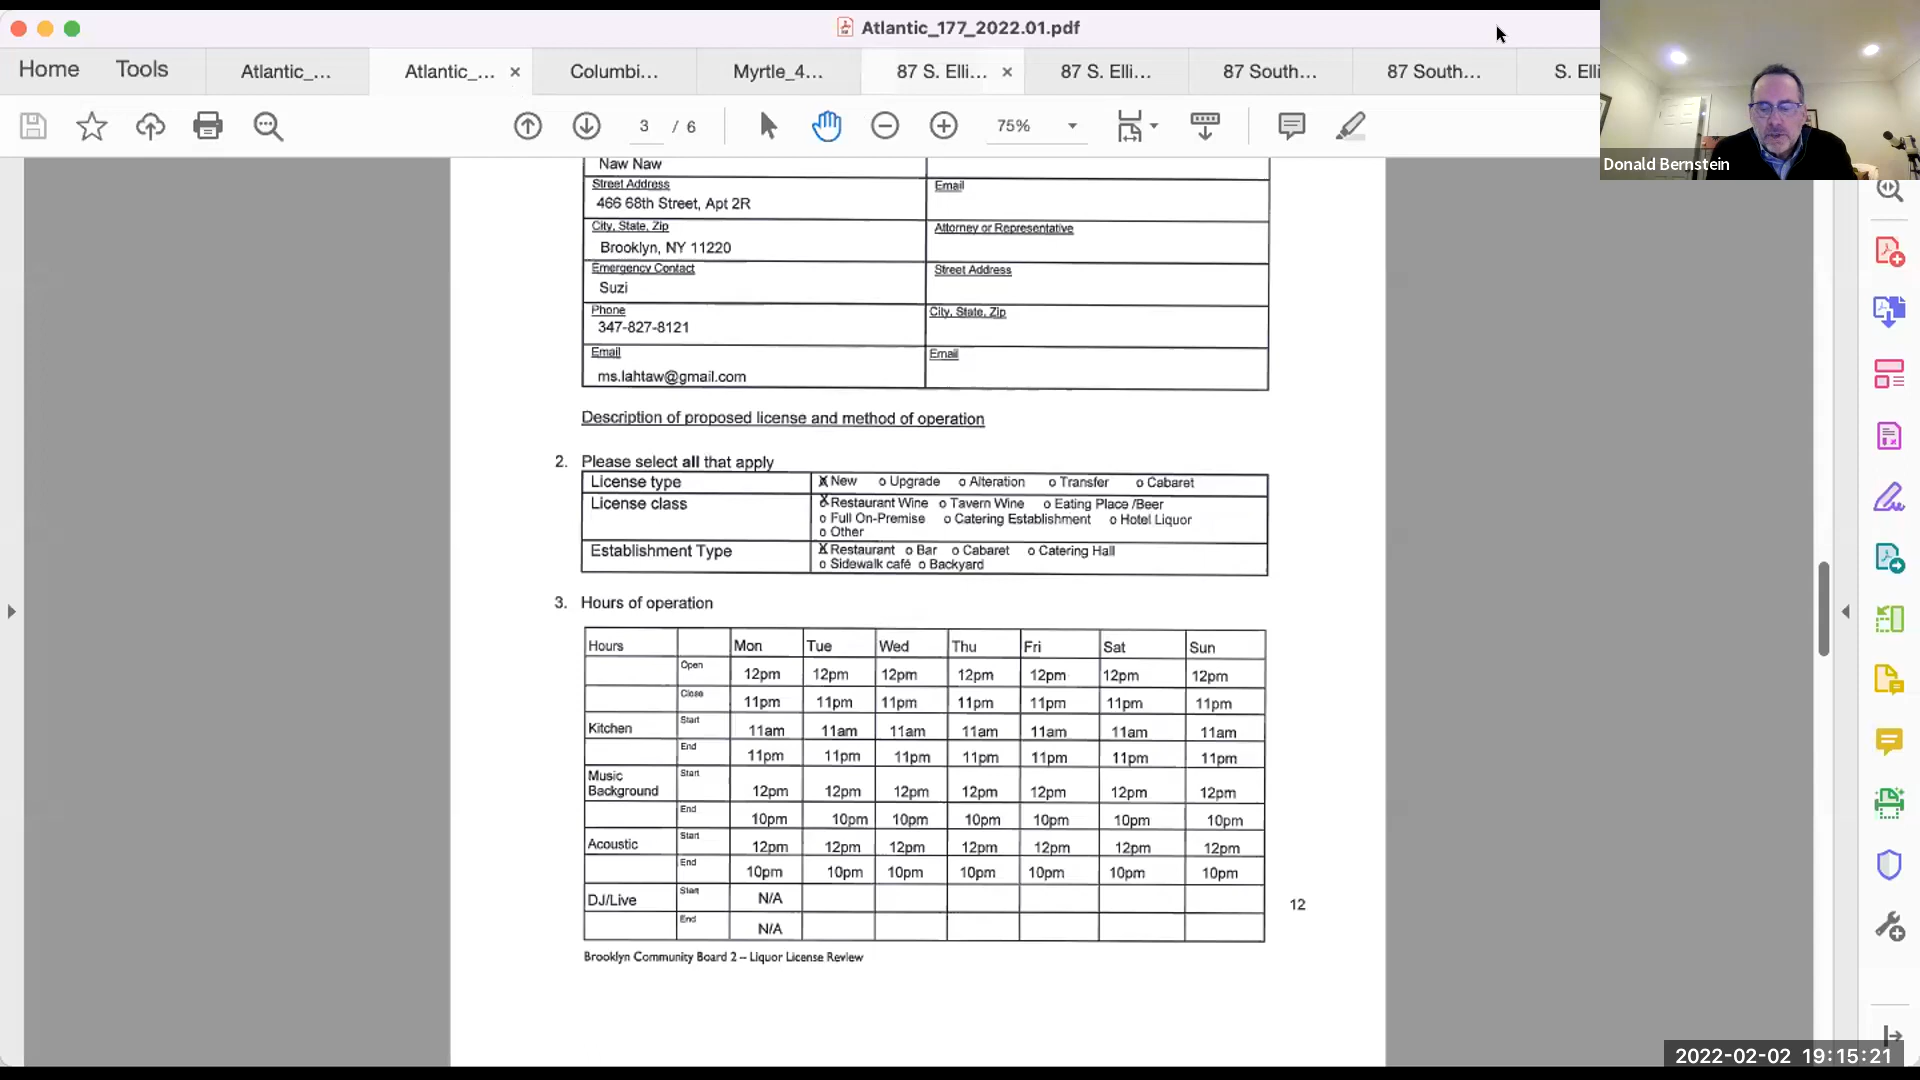 Atlantic_177_2022.01.pdf
Home Tools Atlantic_... Atlantic_... × Columbi... Myrtle_4... 87 S. Elli... × 87 S. Elli... 87 South... 87 South... S. Elli
3 / 6 75%
Donald Bernstein
Naw Naw
Street Address Email
466 68th Street, Apt 2R
City, State, Zip Attorney or Representative
Brooklyn, NY 11220
Emergency Contact Street Address
Suzi
Phone City, State, Zip
347-827-8121
Email Email
ms.lahtaw@gmail.com
Description of proposed license and method of operation
2. Please select all that apply
License type X New o Upgrade o Alteration o Transfer o Cabaret
License class X Restaurant Wine o Tavern Wine o Eating Place /Beer
o Full On-Premise o Catering Establishment o Hotel Liquor
o Other
Establishment Type X Restaurant o Bar o Cabaret o Catering Hall
o Sidewalk café o Backyard
3. Hours of operation
Hours Mon Tue Wed Thu Fri Sat Sun
Open 12pm 12pm 12pm 12pm 12pm 12pm 12pm
Close 11pm 11pm 11pm 11pm 11pm 11pm 11pm
Kitchen Start 11am 11am 11am 11am 11am 11am 11am
End 11pm 11pm 11pm 11pm 11pm 11pm 11pm
Music Background Start 12pm 12pm 12pm 12pm 12pm 12pm 12pm
End 10pm 10pm 10pm 10pm 10pm 10pm 10pm
Acoustic Start 12pm 12pm 12pm 12pm 12pm 12pm 12pm
End 10pm 10pm 10pm 10pm 10pm 10pm 10pm
DJ/Live Start N/A
End N/A
12
Brooklyn Community Board 2 – Liquor License Review
2022-02-02 19:15:21